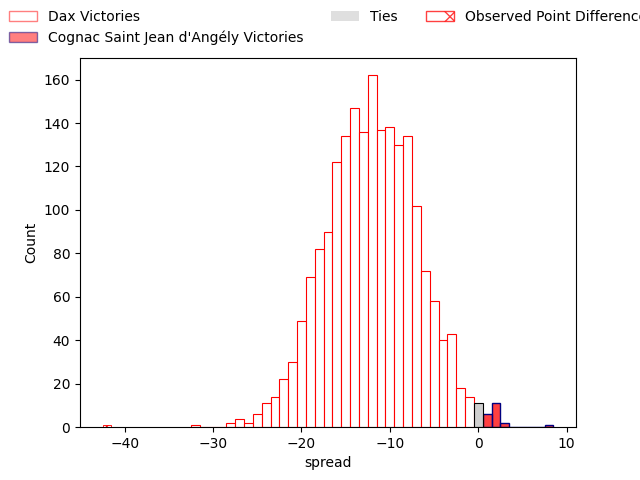 Dax Victories
Ties
Observed Point Difference
Cognac Saint Jean d'Angély Victories
160
140
120
100
80
60
40
20
0
Count
−40
−30
−20
−10
0
10
spread